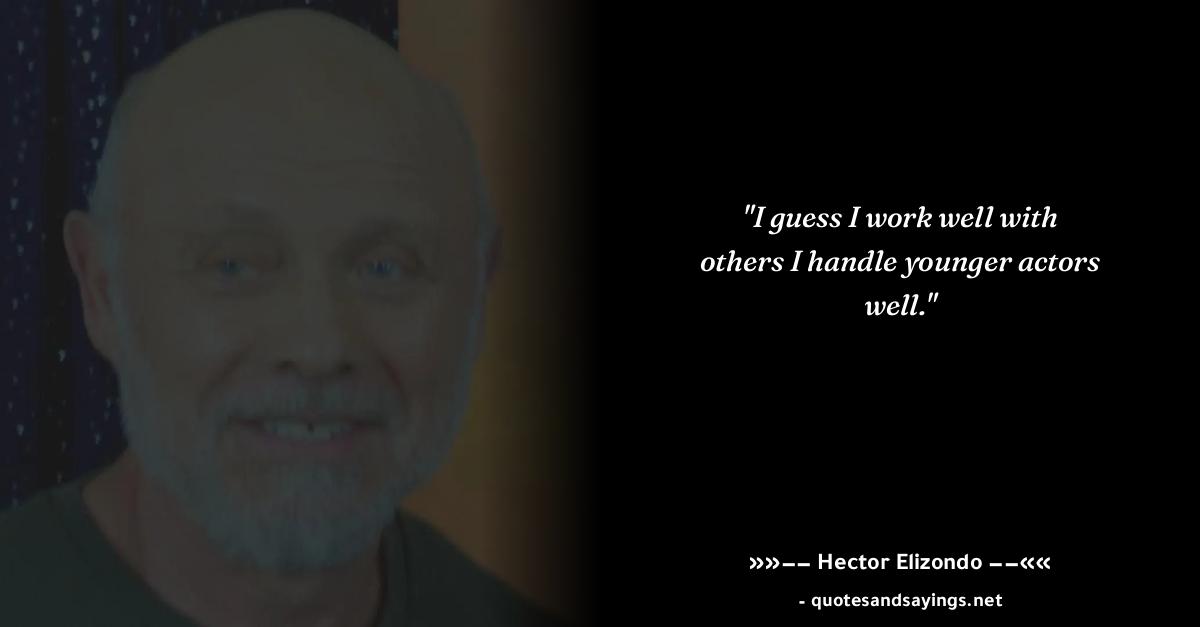 "I guess I work well with
others I handle younger actors
well."
»»–– Hector Elizondo ––««
- quotesandsayings.net